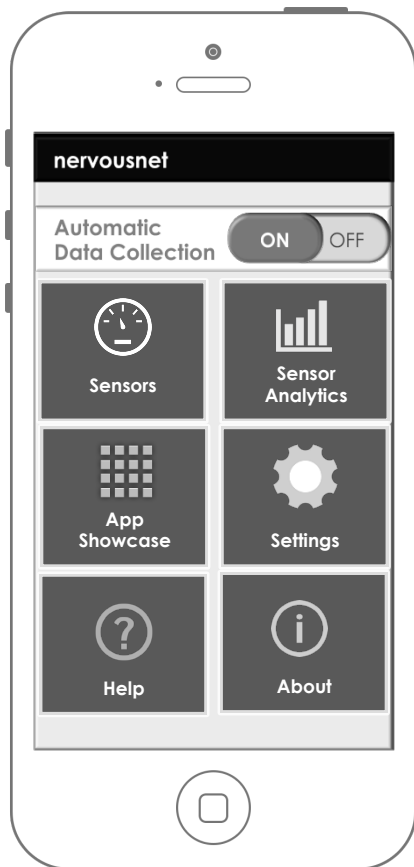 nervousnet
Automatic
Data Collection
ON OFF
Sensors
Sensor
Analytics
App
Showcase
Settings
?
Help
i
About